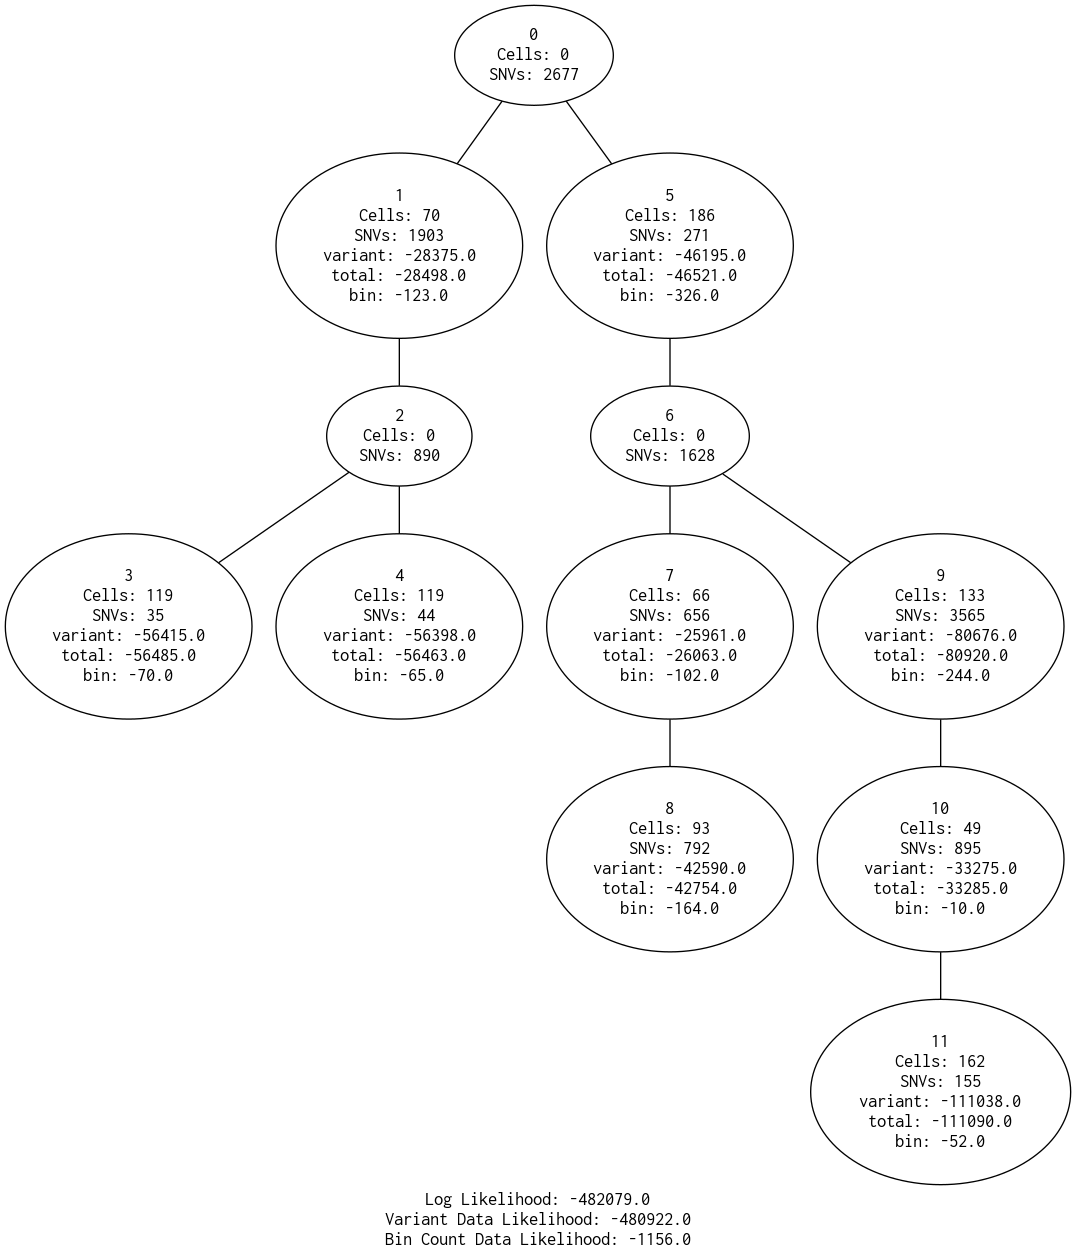 0
Cells: 0
SNVs: 2677
1
Cells: 70
SNVs: 1903
variant: -28375.0
total: -28498.0
bin: -123.0
5
Cells: 186
SNVs: 271
variant: -46195.0
total: -46521.0
bin: -326.0
2
Cells: 0
SNVs: 890
6
Cells: 0
SNVs: 1628
3
Cells: 119
SNVs: 35
variant: -56415.0
total: -56485.0
bin: -70.0
4
Cells: 119
SNVs: 44
variant: -56398.0
total: -56463.0
bin: -65.0
7
Cells: 66
SNVs: 656
variant: -25961.0
total: -26063.0
bin: -102.0
9
Cells: 133
SNVs: 3565
variant: -80676.0
total: -80920.0
bin: -244.0
8
Cells: 93
SNVs: 792
variant: -42590.0
total: -42754.0
bin: -164.0
10
Cells: 49
SNVs: 895
variant: -33275.0
total: -33285.0
bin: -10.0
11
Cells: 162
SNVs: 155
variant: -111038.0
total: -111090.0
bin: -52.0
Log Likelihood: -482079.0
Variant Data Likelihood: -480922.0
Bin Count Data Likelihood: -1156.0